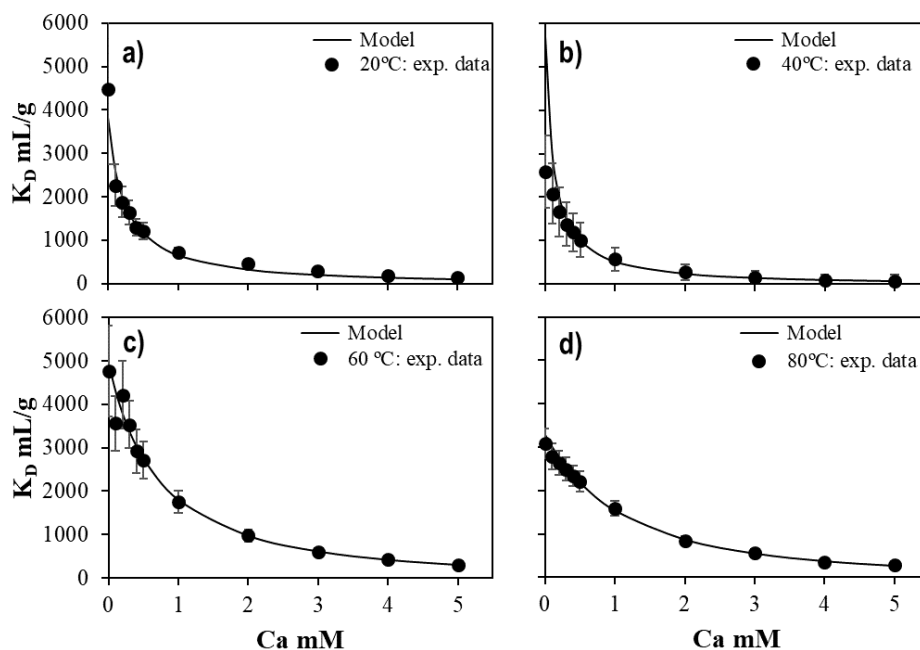 6000
5000
4000
3000
2000
1000
0
K_D mL/g
a)
Model
20ºC: exp. data
b)
Model
40ºC: exp. data
6000
5000
4000
3000
2000
1000
0
K_D mL/g
c)
Model
60 ºC: exp. data
d)
Model
80ºC: exp. data
0 1 2 3 4 5
0 1 2 3 4 5
Ca mM
Ca mM